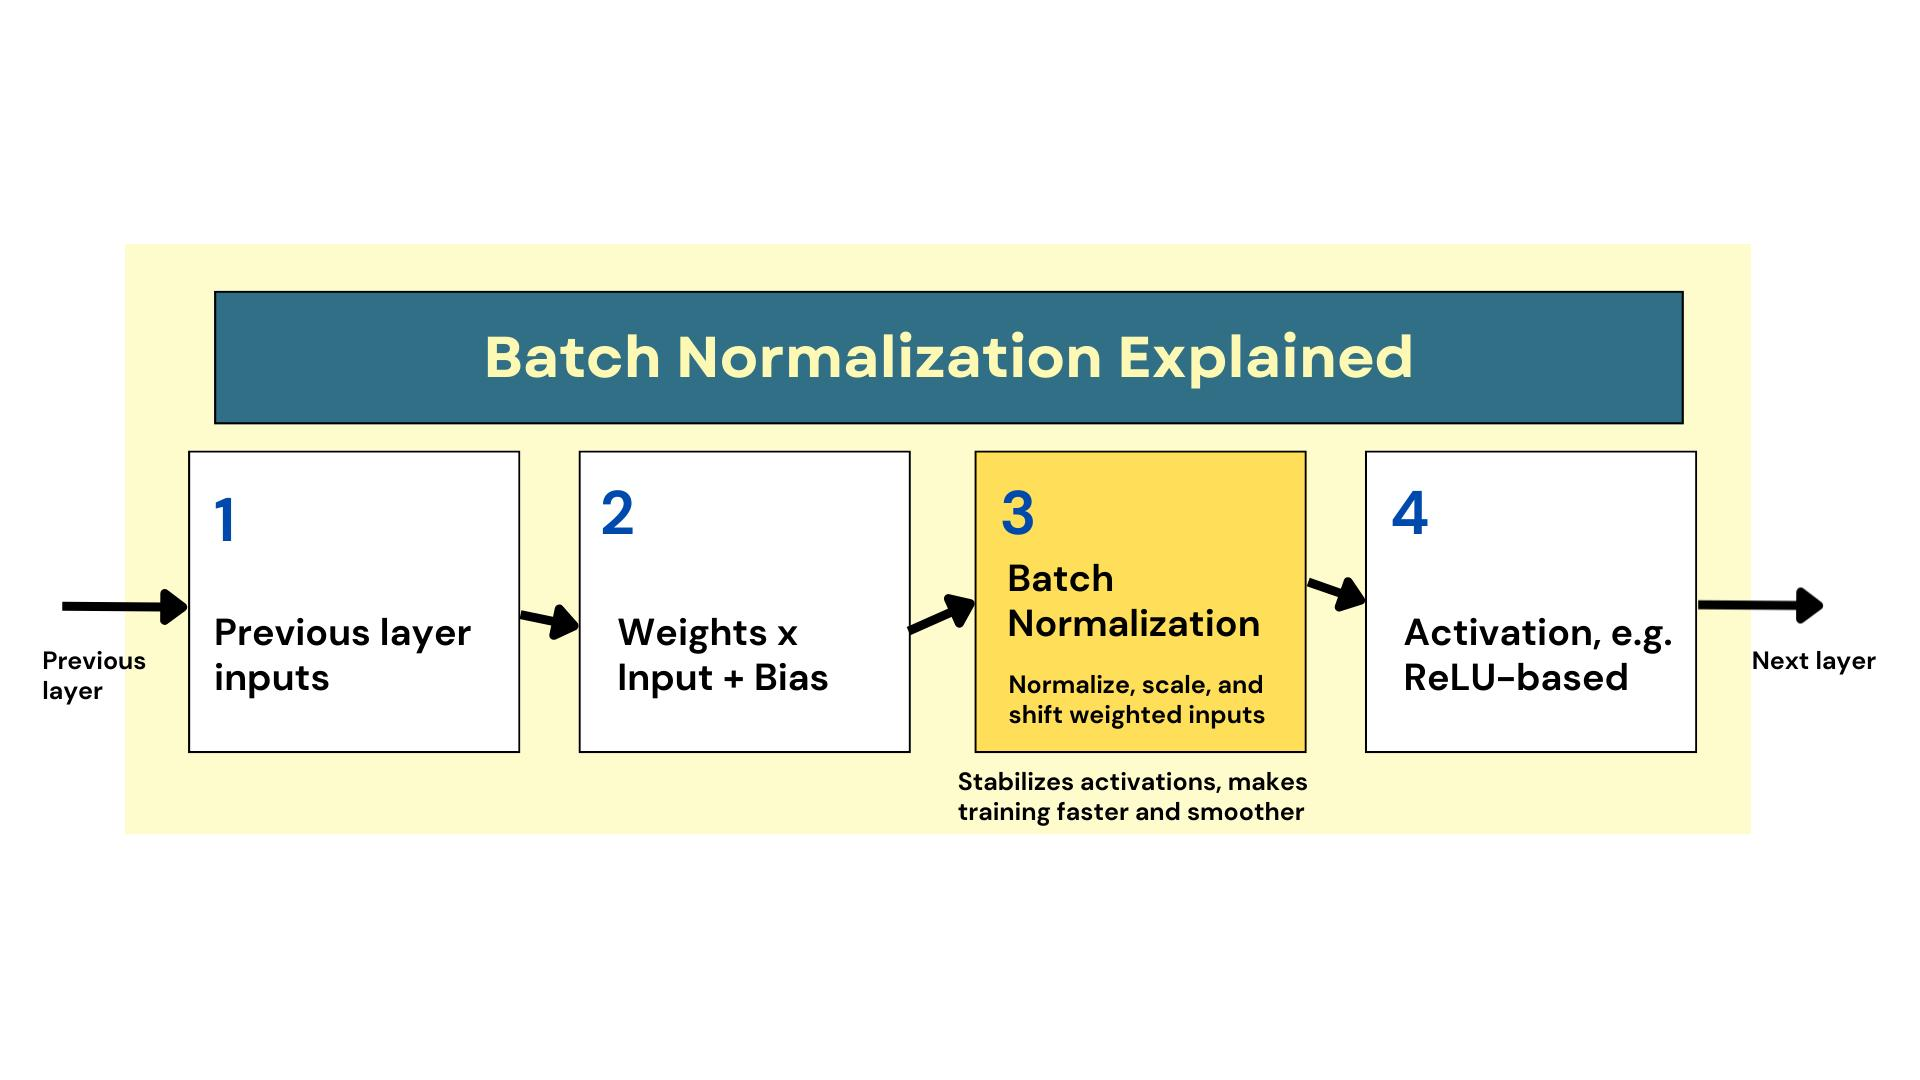 Batch Normalization Explained
1
Previous layer
inputs
2
Weights x
Input + Bias
3
Batch
Normalization
Normalize, scale, and
shift weighted inputs
4
Activation, e.g.
ReLU-based
Previous
layer
Next layer
Stabilizes activations, makes
training faster and smoother